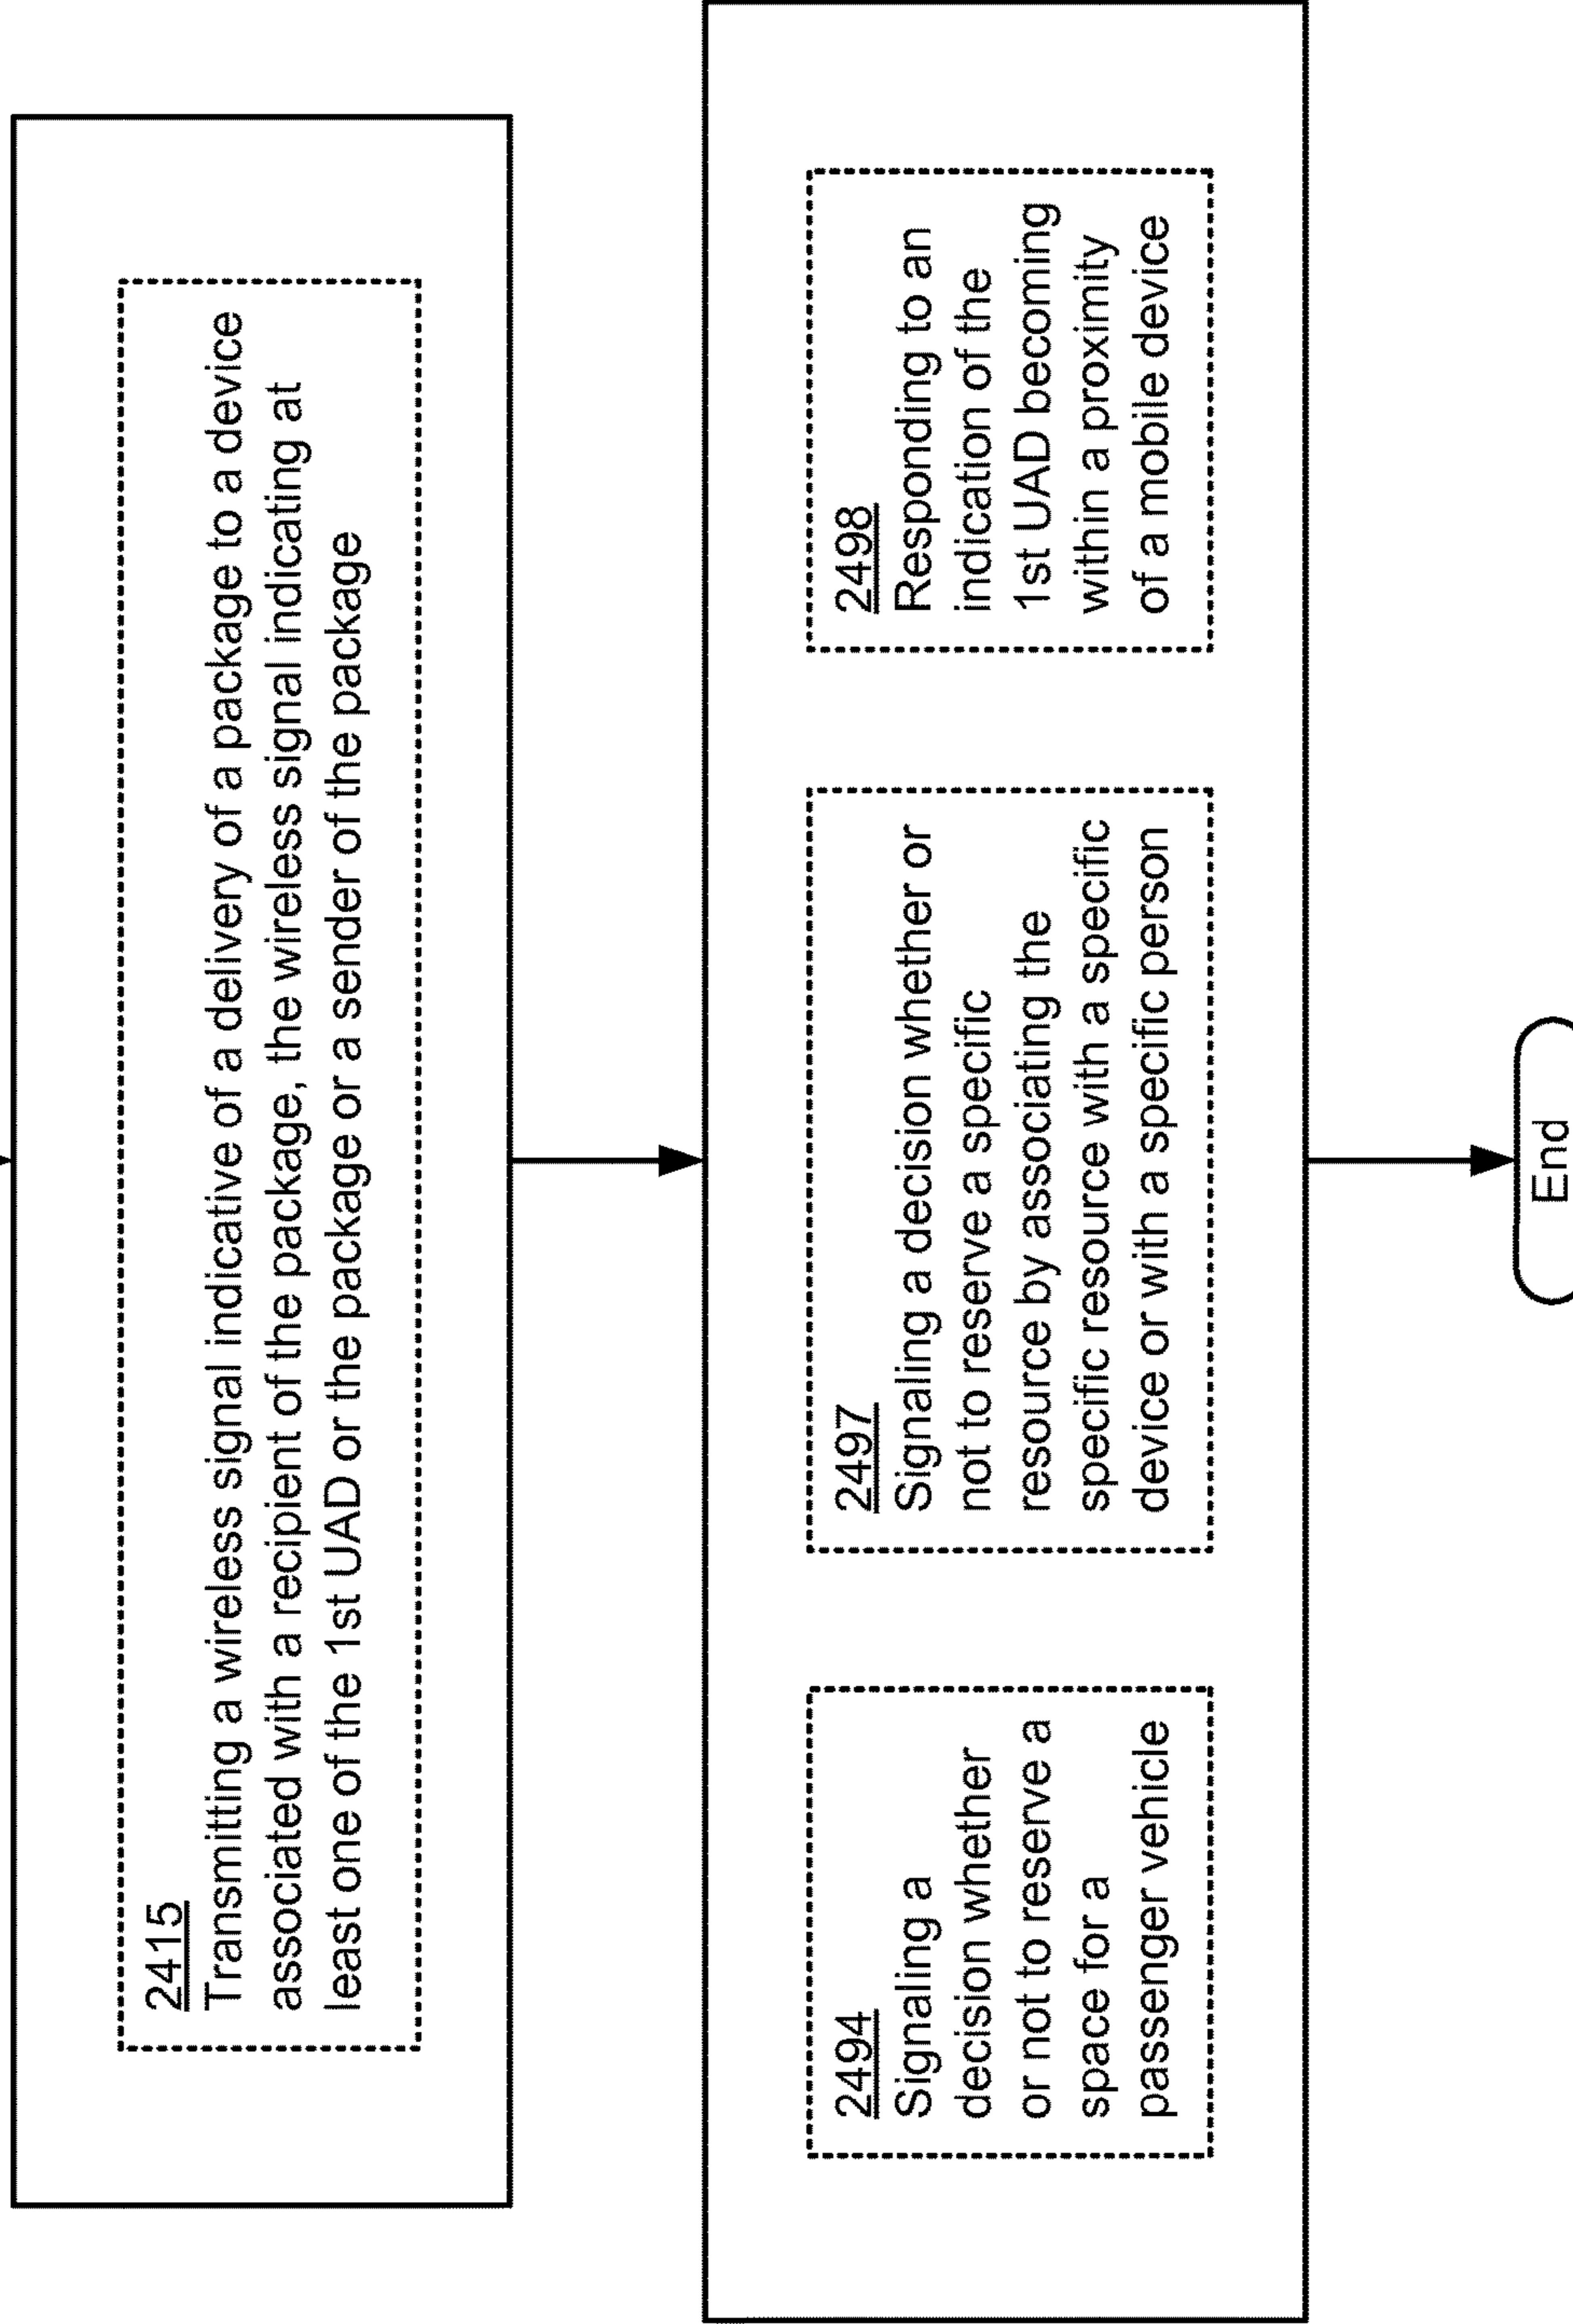 2415
Transmitting a wireless signal indicative of a delivery of a package to a device
associated with a recipient of the package, the wireless signal indicating at
least one of the 1st UAD or the package or a sender of the package
2494
Signaling a
decision whether
or not to reserve a
space for a
passenger vehicle
2497
Signaling a decision whether or
not to reserve a specific
resource by associating the
specific resource with a specific
device or with a specific person
2498
Responding to an
indication of the
1st UAD becoming
within a proximity
of a mobile device
End